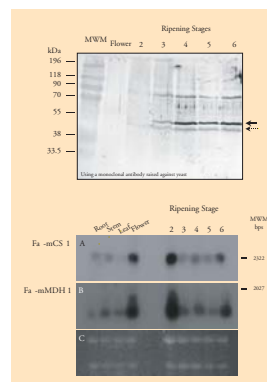 Ripening Stages
MWM Flower 2 3 4 5 6
kDa
196
118
90
70
55
38
33.5
Using a monoclonal antibody raised against yeast
Ripening Stage
MWM
bps
Root Stem Leaf Flower 2 3 4 5 6
Fa -mCS 1 A 2322
Fa -mMDH 1 B 2027
C